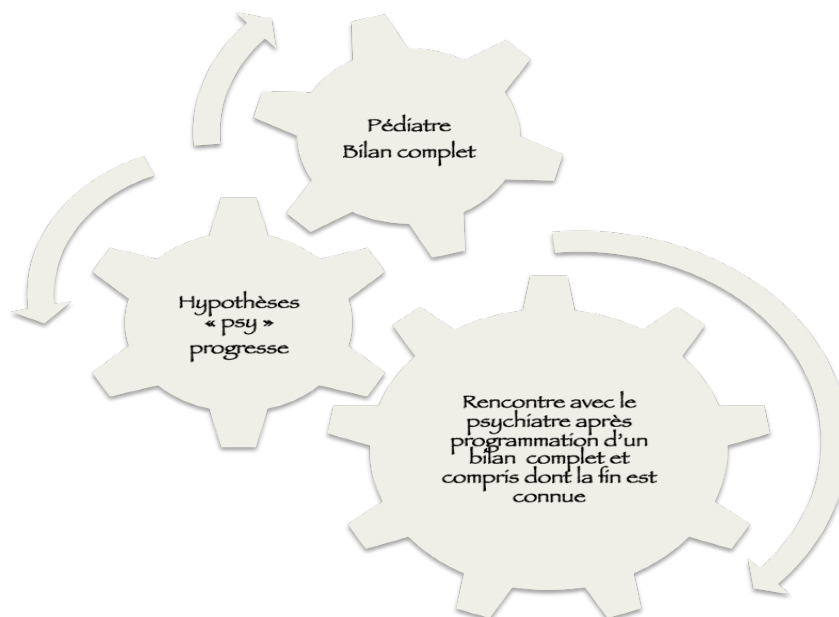 Pédiatre
Bilan complet
Hypothèses
« psy »
progresse
Rencontre avec le
psychiatre après
programmation d'un
bilan complet et
compris dont la fin est
connue